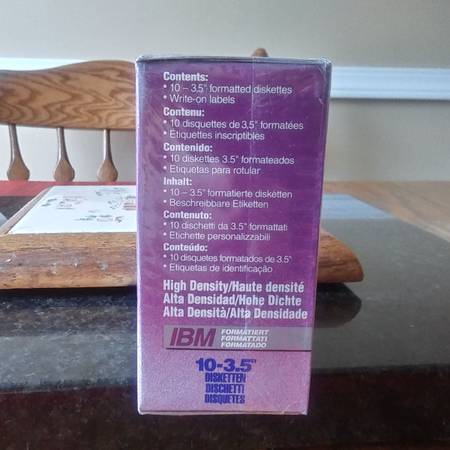 Contents:
• 10 – 3.5" formatted diskettes
• Write-on labels
Contenu:
• 10 disquettes de 3,5" formatées
• Etiquettes inscriptibles
Contenido:
• 10 diskettes 3.5" formateados
• Etiquetas para rotular
Inhalt:
• 10 – 3.5" formatierte disketten
• Beschreibbare Etiketten
Contenuto:
• 10 dischetti da 3.5" formattati
• Etichette personalizzabili
Conteúdo:
• 10 disquetes formatados de 3.5"
• Etiquetas de identificação
High Density/Haute densité
Alta Densidad/Hohe Dichte
Alta Densità/Alta Densidade
IBM FORMATIERT
FORMATTATI
FORMATADO
10-3.5"
DISKETTEN
DISCHETTI
DISQUETES